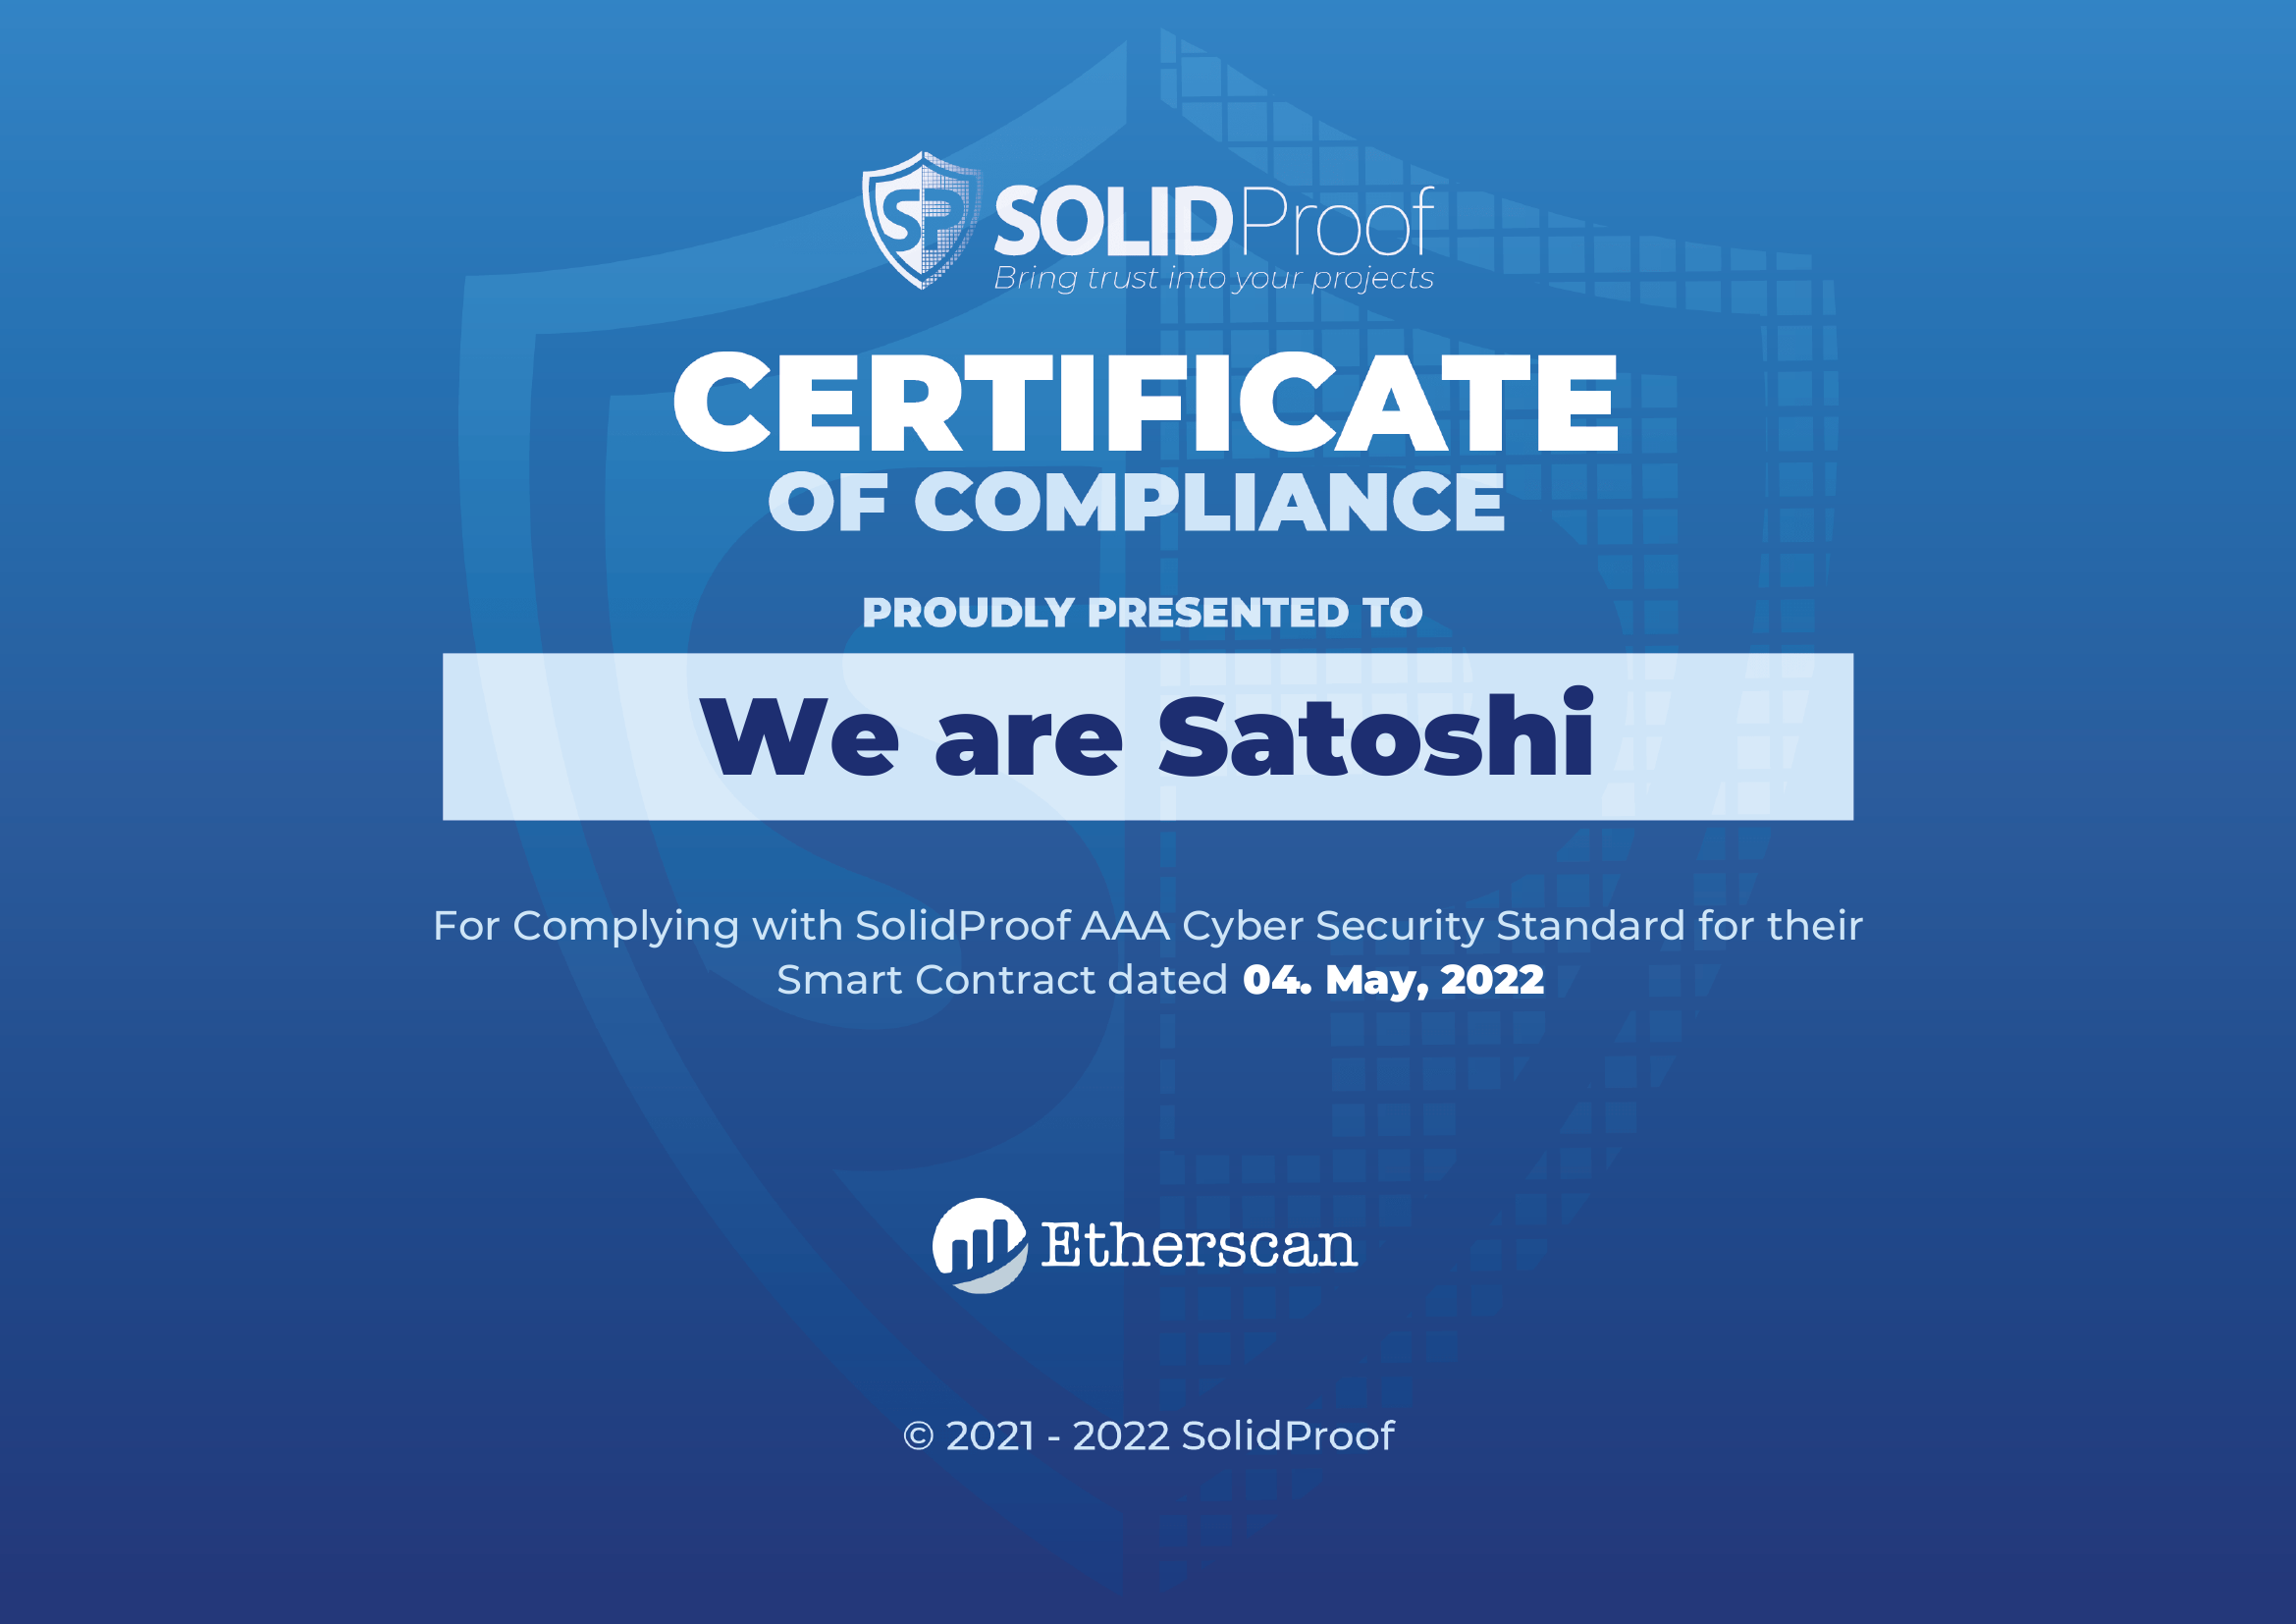 SP SOLIDProof
Bring trust into your projects
CERTIFICATE
OF COMPLIANCE
PROUDLY PRESENTED TO
We are Satoshi
For Complying with SolidProof AAA Cyber Security Standard for their
Smart Contract dated 04. May, 2022
Etherscan
© 2021 - 2022 SolidProof